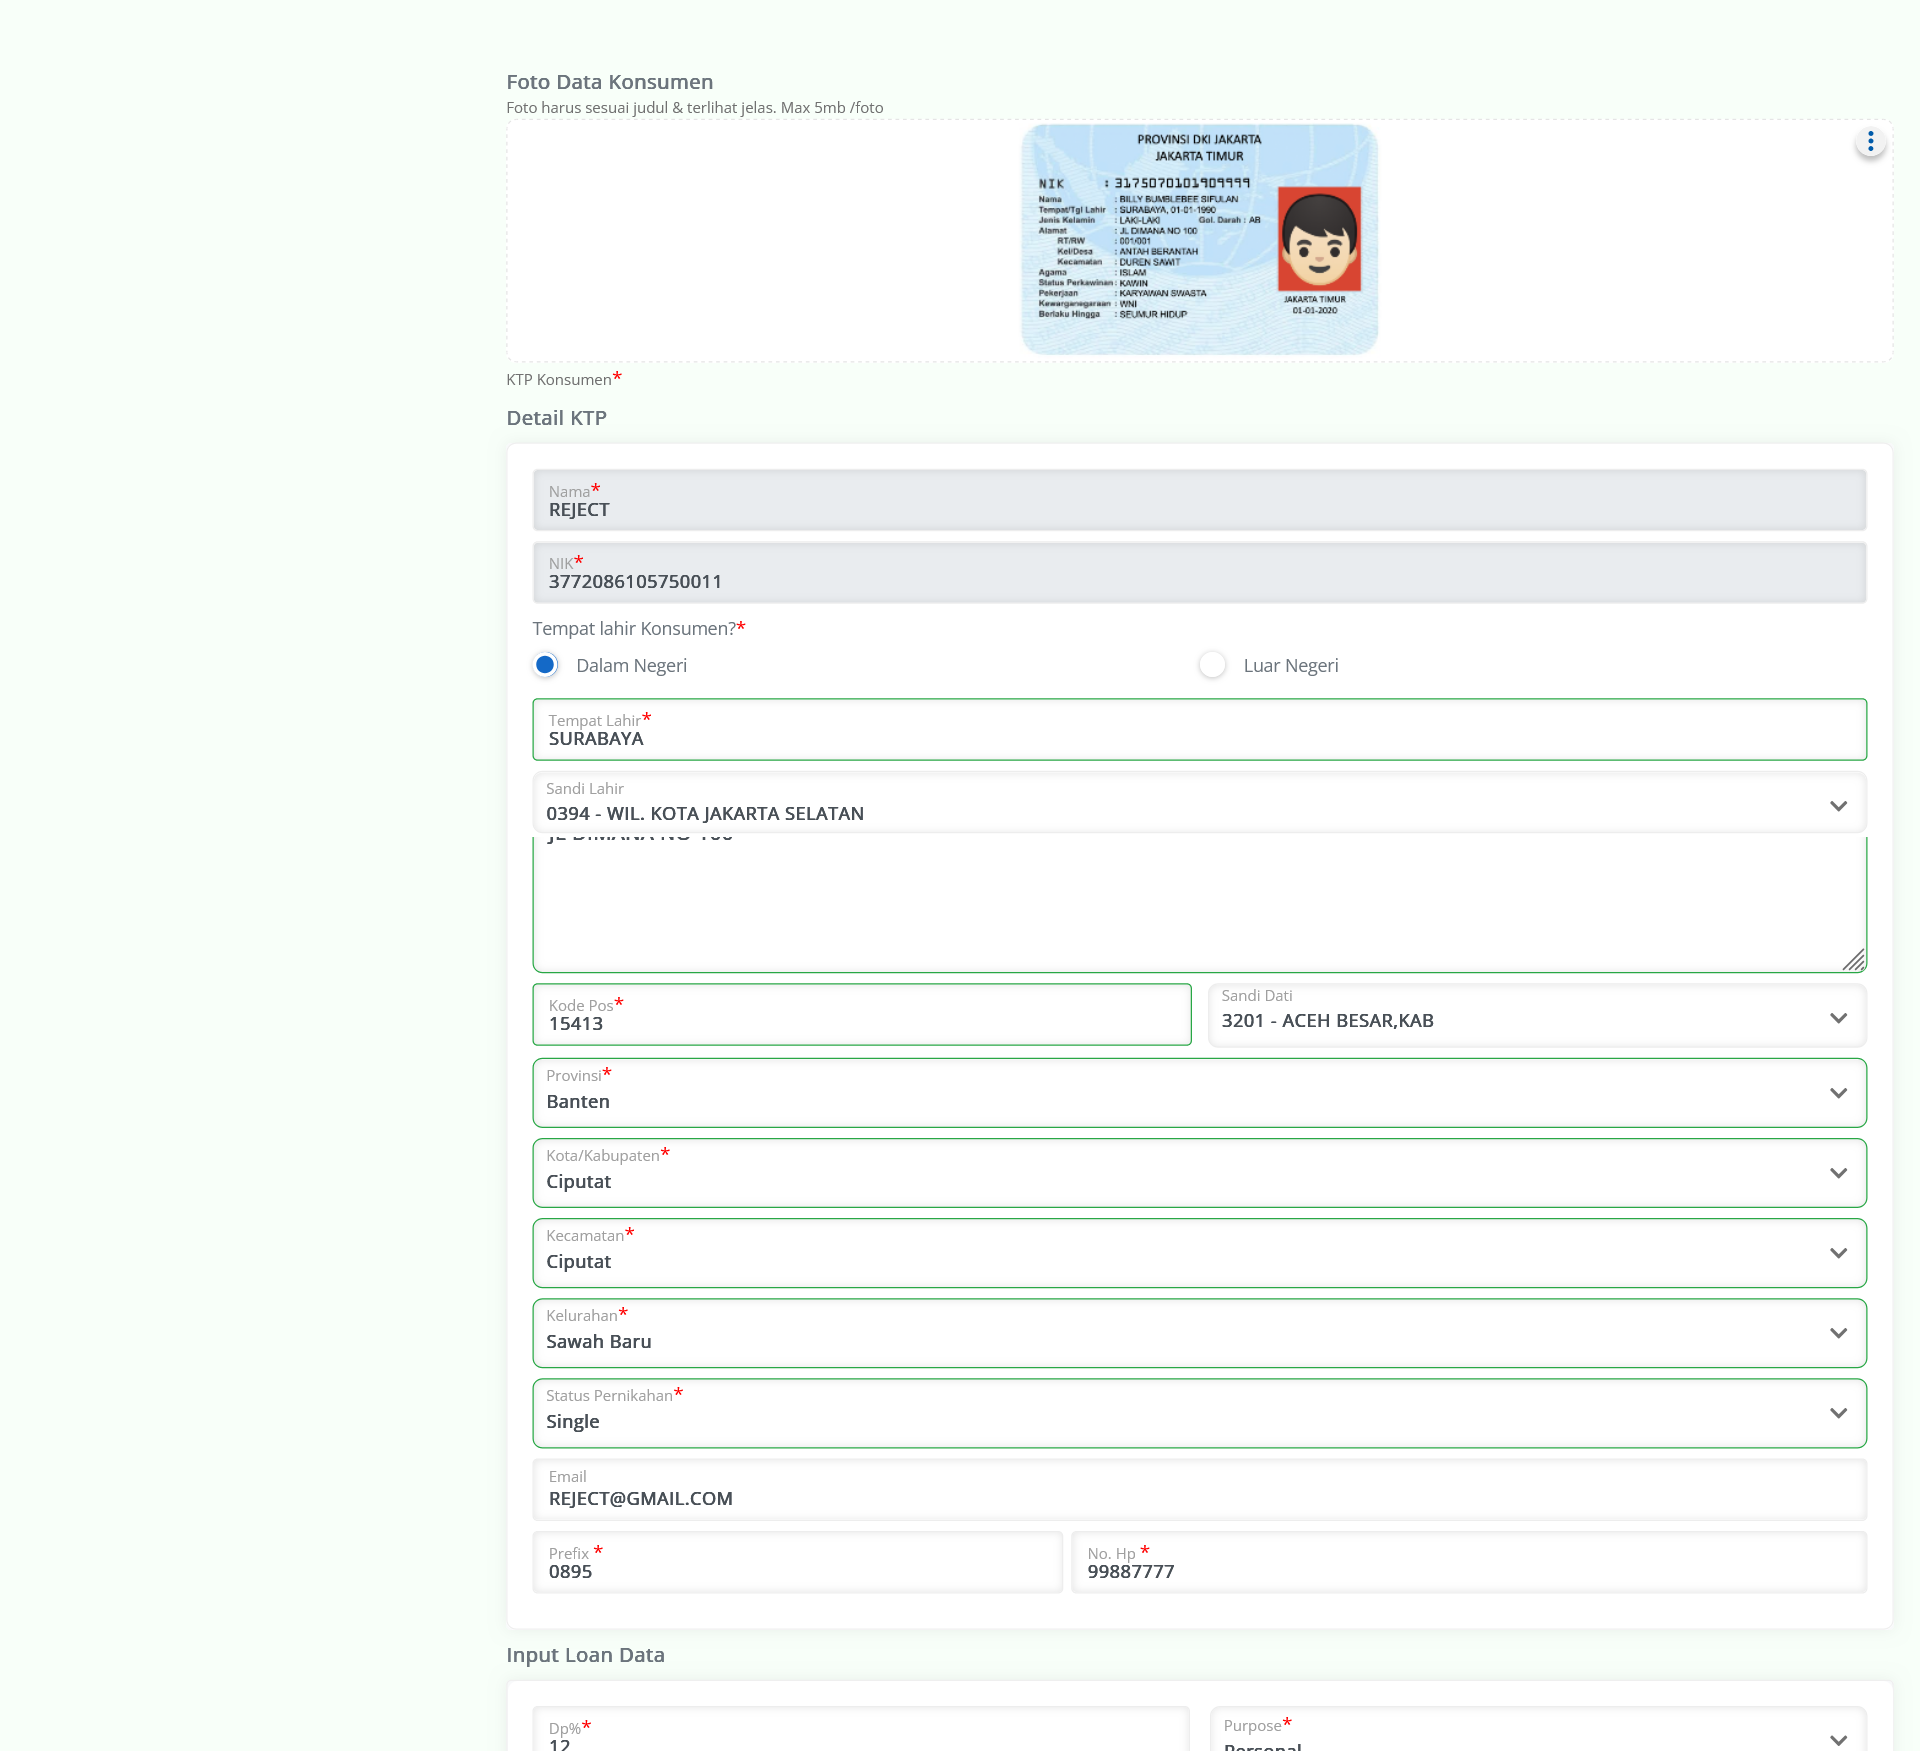 Foto Data Konsumen
Foto harus sesuai judul & terlihat jelas. Max 5mb /foto
PROVINSI DKI JAKARTA
JAKARTA TIMUR
NIK : 3175070101909999
Nama : BILLY BUMBLEBEE SIFULAN
Tempat/Tgl Lahir : SURABAYA, 01-01-1990
Jenis Kelamin : LAKI-LAKI Gol. Darah : AB
Alamat : JL DIMANA NO 100
RT/RW : 001/001
Kel/Desa : ANTAH BERANTAH
Kecamatan : DUREN SAWIT
Agama : ISLAM
Status Perkawinan : KAWIN
Pekerjaan : KARYAWAN SWASTA
Kewarganegaraan : WNI
Berlaku Hingga : SEUMUR HIDUP
JAKARTA TIMUR
01-01-2020
KTP Konsumen*
Detail KTP
Nama*
REJECT
NIK*
3772086105750011
Tempat lahir Konsumen?*
Dalam Negeri
Luar Negeri
Tempat Lahir*
SURABAYA
Sandi Lahir
0394 - WIL. KOTA JAKARTA SELATAN
JL DIMANA NO 100
Kode Pos*
15413
Sandi Dati
3201 - ACEH BESAR,KAB
Provinsi*
Banten
Kota/Kabupaten*
Ciputat
Kecamatan*
Ciputat
Kelurahan*
Sawah Baru
Status Pernikahan*
Single
Email
REJECT@GMAIL.COM
Prefix *
0895
No. Hp *
99887777
Input Loan Data
Dp%*
12
Purpose*
Personal